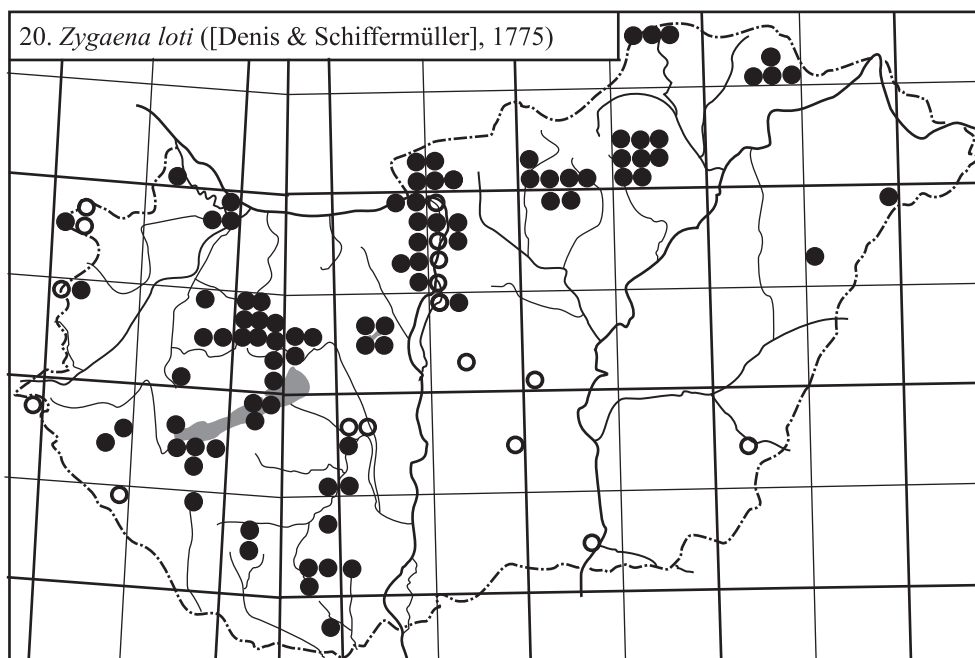 20. Zygaena loti ([Denis & Schiffermüller], 1775)